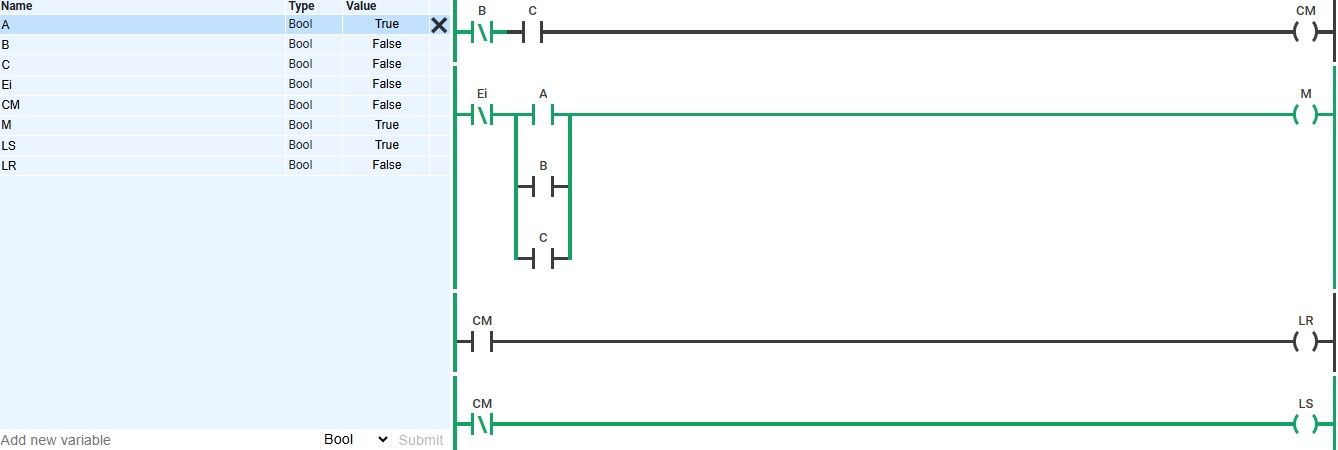 Name Type Value
A Bool True
B Bool False
C Bool False
Ei Bool False
CM Bool False
M Bool True
LS Bool True
LR Bool False
Add new variable Bool Submit
B C CM
Ei A M
B
C
CM LR
CM LS